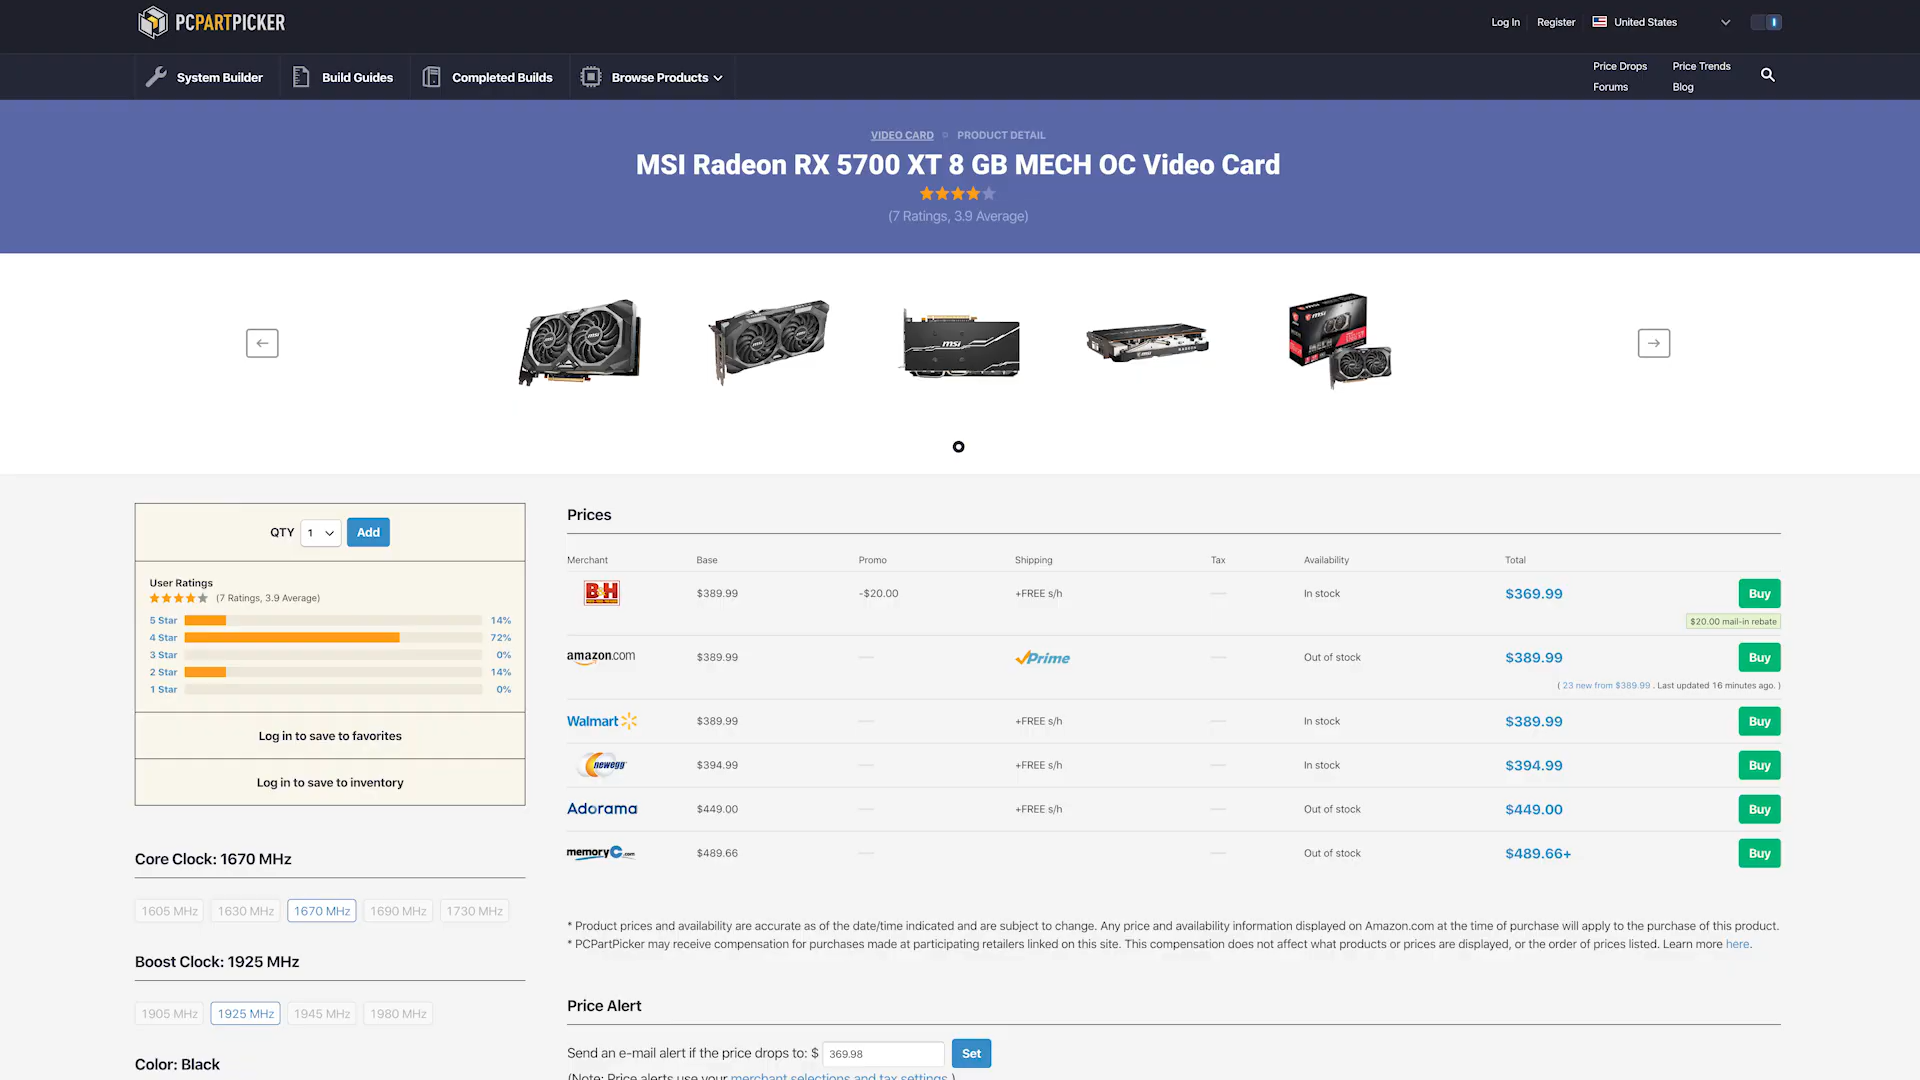 PCPARTPICKER
Log In
Register
United States
System Builder
Build Guides
Completed Builds
Browse Products
Price Drops
Price Trends
Forums
Blog
VIDEO CARD
PRODUCT DETAIL
MSI Radeon RX 5700 XT 8 GB MECH OC Video Card
(7 Ratings, 3.9 Average)
QTY 1 Add
User Ratings
(7 Ratings, 3.9 Average)
5 Star 14%
4 Star 72%
3 Star 0%
2 Star 14%
1 Star 0%
Log in to save to favorites
Log in to save to inventory
Core Clock: 1670 MHz
1605 MHz 1630 MHz 1670 MHz 1690 MHz 1730 MHz
Boost Clock: 1925 MHz
1905 MHz 1925 MHz 1945 MHz 1980 MHz
Color: Black
Prices
Merchant Base Promo Shipping Tax Availability Total
B&H $389.99 -$20.00 +FREE s/h — In stock $369.99 Buy
$20.00 mail-in rebate
amazon.com $389.99 — Prime — Out of stock $389.99 Buy
( 23 new from $389.99 . Last updated 16 minutes ago. )
Walmart $389.99 — +FREE s/h — In stock $389.99 Buy
newegg $394.99 — +FREE s/h — In stock $394.99 Buy
Adorama $449.00 — +FREE s/h — Out of stock $449.00 Buy
memoryC.com $489.66 — — Out of stock $489.66+ Buy
* Product prices and availability are accurate as of the date/time indicated and are subject to change. Any price and availability information displayed on Amazon.com at the time of purchase will apply to the purchase of this product.
* PCPartPicker may receive compensation for purchases made at participating retailers linked on this site. This compensation does not affect what products or prices are displayed, or the order of prices listed. Learn more here.
Price Alert
Send an e-mail alert if the price drops to: $ 369.98 Set
(Note: Price alerts use your merchant selections and tax settings.)